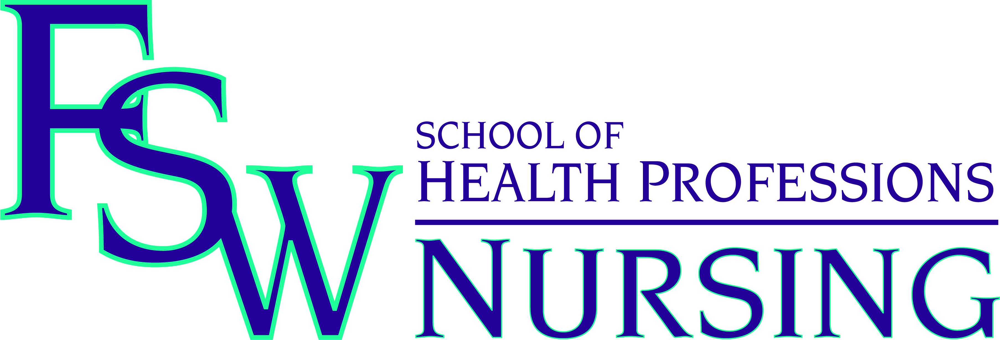 FSW
SCHOOL OF
HEALTH PROFESSIONS
NURSING